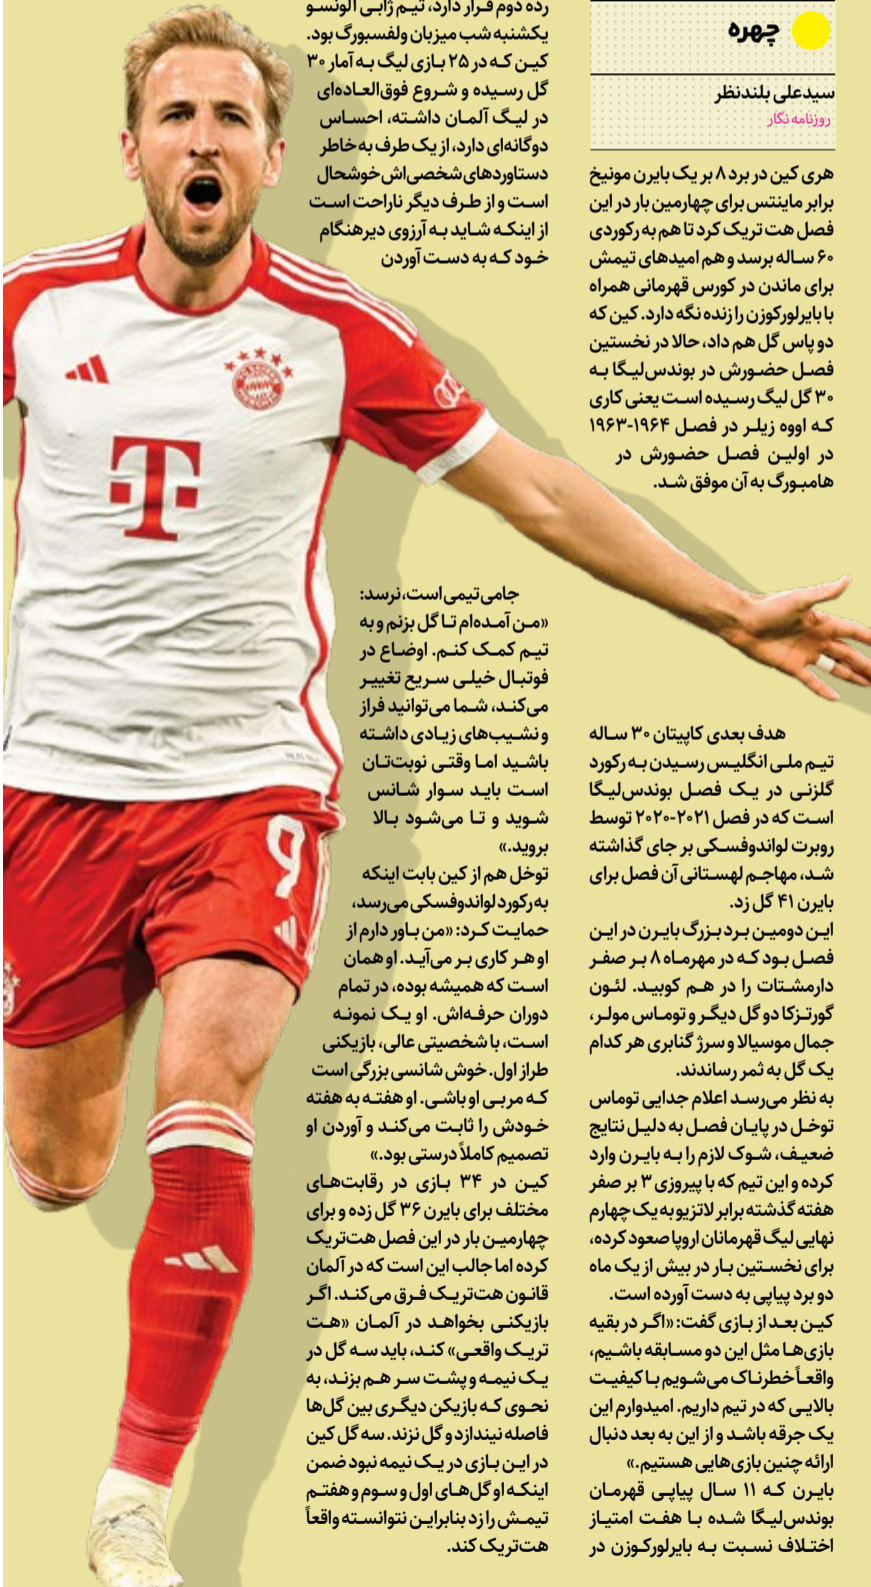 چهره
سیدعلی بلندنظر
روزنامه نگار
هری کین در برد ۸ بر یک بایرن مونیخ
برابر ماینتس برای چهارمین بار در این
فصل هت تریک کرد تا هم به رکوردی
۶۰ ساله برسد و هم امیدهای تیمش
برای ماندن در کورس قهرمانی همراه
با بایرلورکوزن را زنده نگه دارد. کین که
دو پاس گل هم داد، حالا در نخستین
فصل حضورش در بوندس‌لیگا به
۳۰ گل لیگ رسیده است یعنی کاری
که اووه زیلر در فصل ۱۹۶۴-۱۹۶۳
در اولین فصل حضورش در
هامبورگ به آن موفق شد.
هدف بعدی کاپیتان ۳۰ ساله
تیم ملی انگلیس رسیدن به رکورد
گلزنی در یک فصل بوندس‌لیگا
است که در فصل ۲۰۲۱-۲۰۲۰ توسط
روبرت لواندوفسکی بر جای گذاشته
شد، مهاجم لهستانی آن فصل برای
بایرن ۴۱ گل زد.
این دومین برد بزرگ بایرن در این
فصل بود که در مهرماه ۸ بر صفر
دارمشتات را در هم کوبید. لئون
گورتزکا دو گل دیگر و توماس مولر،
جمال موسیالا و سرژ گنابری هر کدام
یک گل به ثمر رساندند.
به نظر می‌رسد اعلام جدایی توماس
توخل در پایان فصل به دلیل نتایج
ضعیف، شوک لازم را به بایرن وارد
کرده و این تیم که با پیروزی ۳ بر صفر
هفته گذشته برابر لاتزیو به یک چهارم
نهایی لیگ قهرمانان اروپا صعود کرده،
برای نخستین بار در بیش از یک ماه
دو برد پیاپی به دست آورده است.
کین بعد از بازی گفت: «اگر در بقیه
بازی‌ها مثل این دو مسابقه باشیم،
واقعاً خطرناک می‌شویم با کیفیت
بالایی که در تیم داریم. امیدوارم این
یک جرقه باشد و از این به بعد دنبال
ارائه چنین بازی‌هایی هستیم.»
بایرن که ۱۱ سال پیاپی قهرمان
بوندس‌لیگا شده با هفت امتیاز
اختلاف نسبت به بایرلورکوزن در
رده دوم قرار دارد، تیم ژابی آلونسو
یکشنبه شب میزبان ولفسبورگ بود.
کین که در ۲۵ بازی لیگ به آمار ۳۰
گل رسیده و شروع فوق‌العاده‌ای
در لیگ آلمان داشته، احساس
دوگانه‌ای دارد، از یک طرف به خاطر
دستاوردهای شخصی‌اش خوشحال
است و از طرف دیگر ناراحت است
از اینکه شاید به آرزوی دیرهنگام
خود که به دست آوردن
جامی تیمی است، نرسد:
«من آمده‌ام تا گل بزنم و به
تیم کمک کنم. اوضاع در
فوتبال خیلی سریع تغییر
می‌کند، شما می‌توانید فراز
و نشیب‌های زیادی داشته
باشید اما وقتی نوبت‌تان
است باید سوار شانس
شوید و تا می‌شود بالا
بروید.»
توخل هم از کین بابت اینکه
به رکورد لواندوفسکی می‌رسد،
حمایت کرد: «من باور دارم از
او هر کاری بر می‌آید. او همان
است که همیشه بوده، در تمام
دوران حرفه‌اش. او یک نمونه
است، با شخصیتی عالی، بازیکنی
طراز اول. خوش شانسی بزرگی است
که مربی او باشی. او هفته به هفته
خودش را ثابت می‌کند و آوردن او
تصمیم کاملاً درستی بود.»
کین در ۳۴ بازی در رقابت‌های
مختلف برای بایرن ۳۶ گل زده و برای
چهارمین بار در این فصل هت‌تریک
کرده اما جالب این است که در آلمان
قانون هت‌تریک فرق می‌کند. اگر
بازیکنی بخواهد در آلمان «هت
تریک واقعی» کند، باید سه گل در
یک نیمه و پشت سر هم بزند، به
نحوی که بازیکن دیگری بین گل‌ها
فاصله نیندازد و گل نزند. سه گل کین
در این بازی در یک نیمه نبود ضمن
اینکه او گل‌های اول و سوم و هفتم
تیمش را زد بنابراین نتوانسته واقعاً
هت‌تریک کند.
T
9